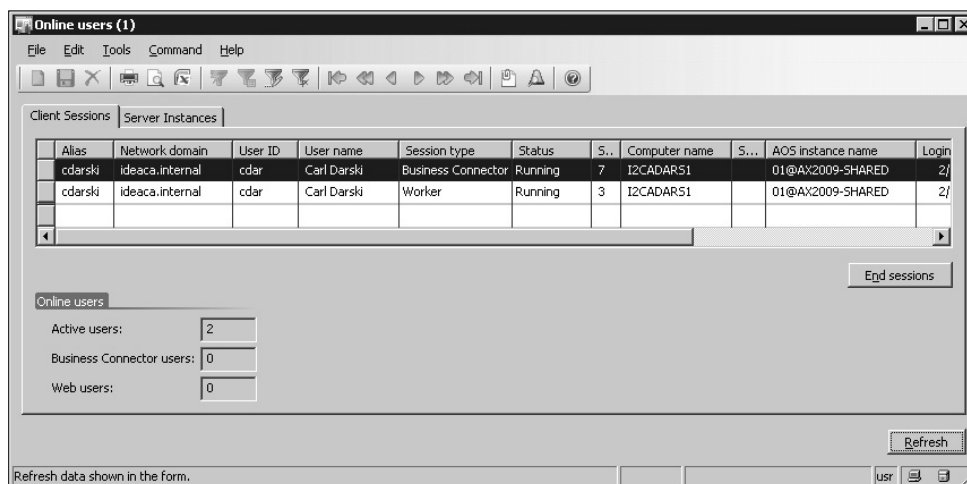 Online users (1)
File Edit Tools Command Help
Client Sessions Server Instances
Alias Network domain User ID User name Session type Status S.. Computer name S... AOS instance name Login
cdarski ideaca.internal cdar Carl Darski Business Connector Running 7 I2CADARS1 01@AX2009-SHARED 2/
cdarski ideaca.internal cdar Carl Darski Worker Running 3 I2CADARS1 01@AX2009-SHARED 2/
End sessions
Online users
Active users: 2
Business Connector users: 0
Web users: 0
Refresh
Refresh data shown in the form. usr